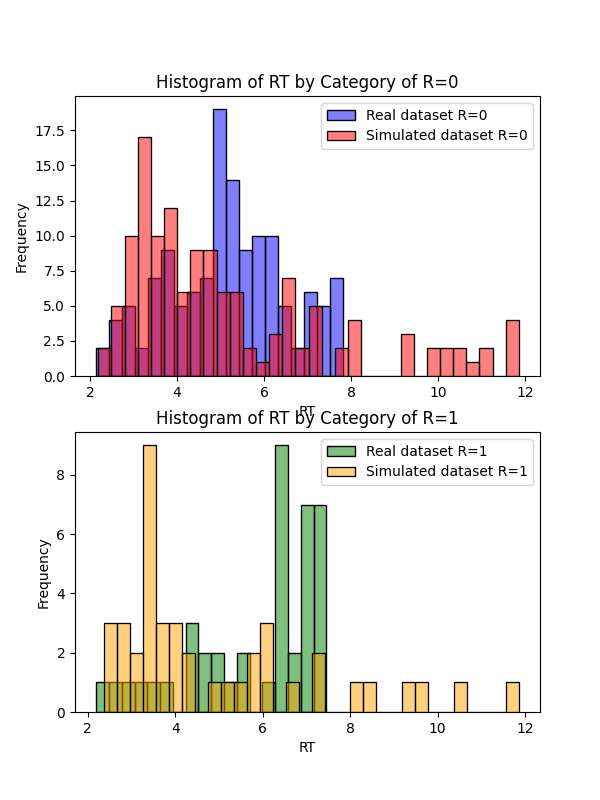 Histogram of RT by Category of R=0
Real dataset R=0
Simulated dataset R=0
17.5
15.0
12.5
10.0
7.5
5.0
2.5
0.0
Frequency
2 4 6 8 10 12
RT
Histogram of RT by Category of R=1
Real dataset R=1
Simulated dataset R=1
8
6
4
2
0
Frequency
2 4 6 8 10 12
RT